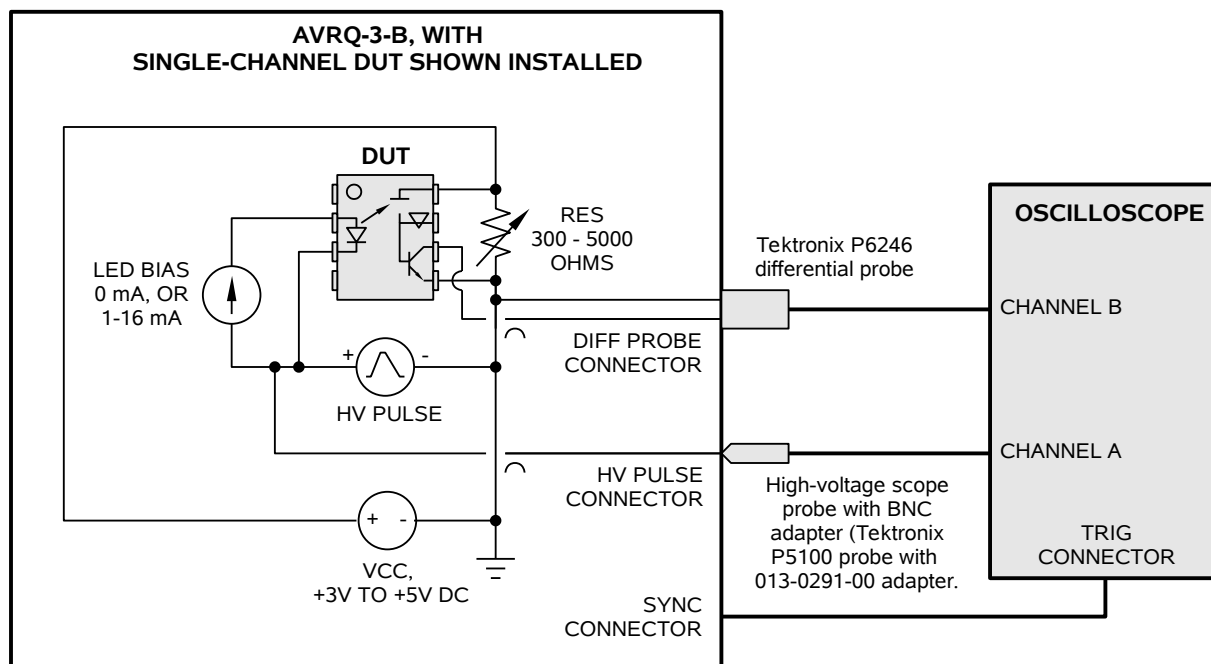 AVRQ-3-B, WITH
SINGLE-CHANNEL DUT SHOWN INSTALLED
DUT
RES
300 - 5000
OHMS
LED BIAS
0 mA, OR
1-16 mA
+
-
HV PULSE
DIFF PROBE
CONNECTOR
HV PULSE
CONNECTOR
+ -
VCC,
+3V TO +5V DC
SYNC
CONNECTOR
Tektronix P6246
differential probe
High-voltage scope
probe with BNC
adapter (Tektronix
P5100 probe with
013-0291-00 adapter.
OSCILLOSCOPE
CHANNEL B
CHANNEL A
TRIG
CONNECTOR